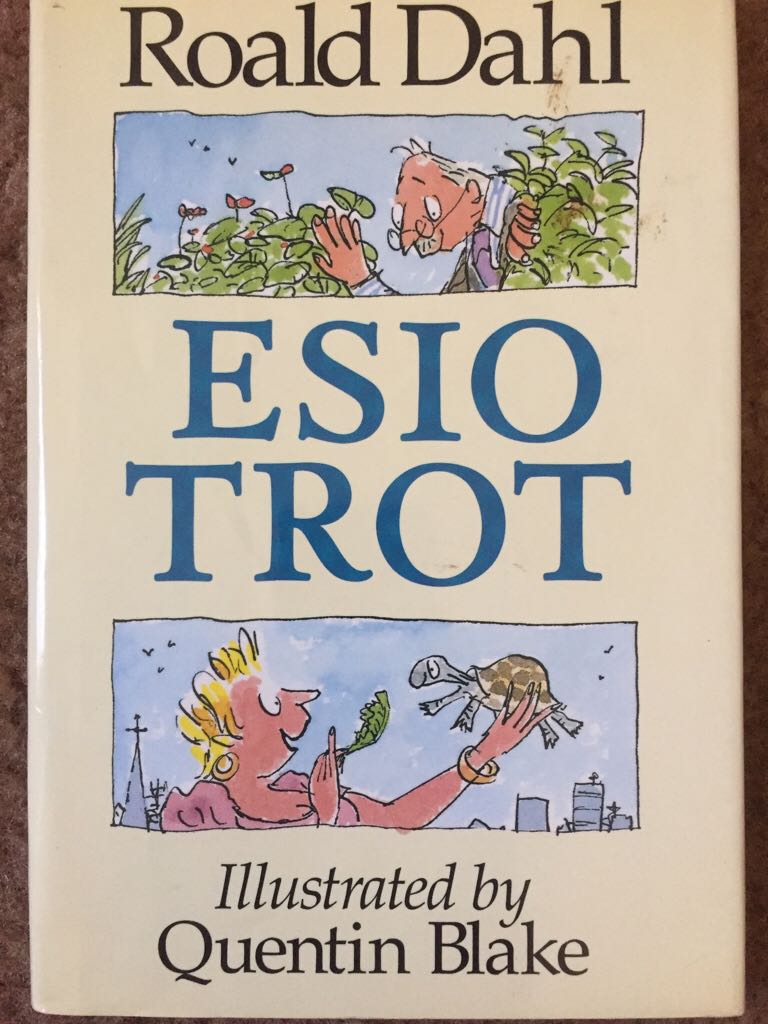 Roald Dahl
ESIO
TROT
Illustrated by
Quentin Blake